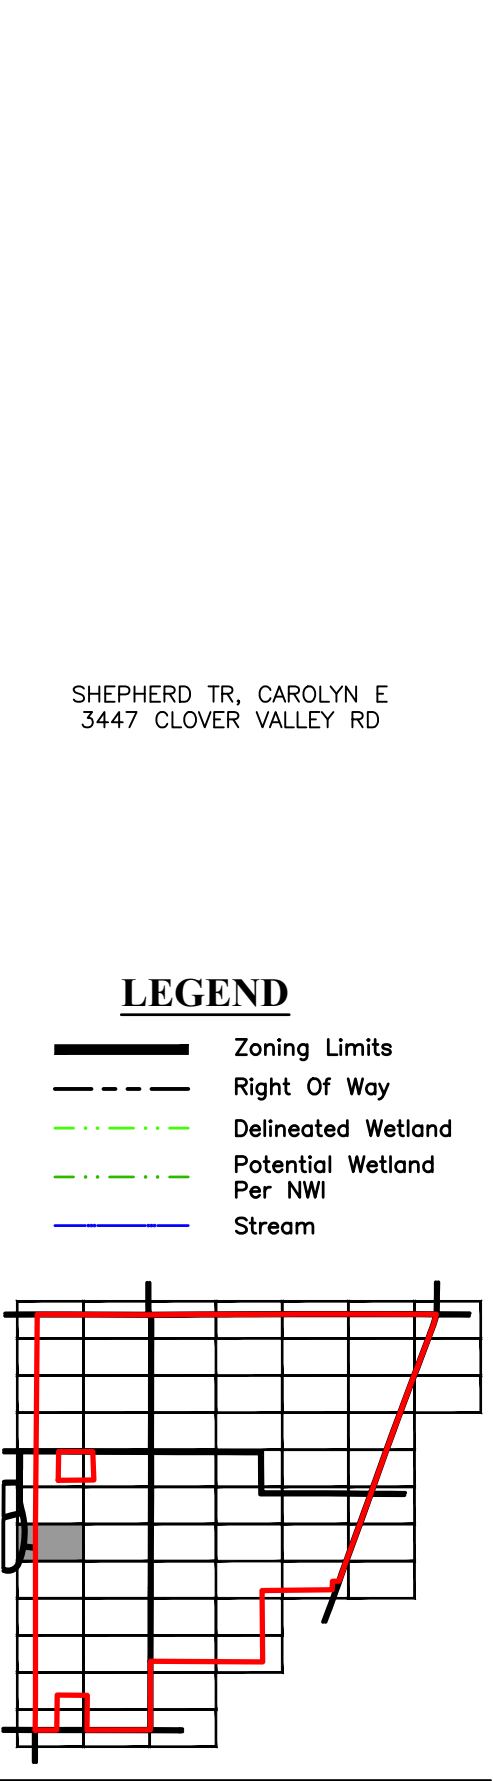 SHEPHERD TR, CAROLYN E
3447 CLOVER VALLEY RD
LEGEND
Zoning Limits
Right Of Way
Delineated Wetland
Potential Wetland
Per NWI
Stream